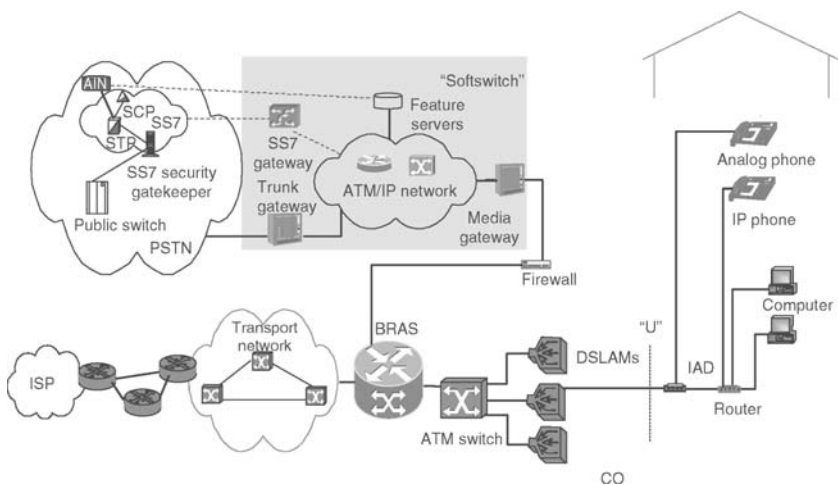 AIN
SCP
SS7
STP
SS7 security
gatekeeper
Public switch
PSTN
"Softswitch"
Feature
servers
SS7
gateway
Trunk
gateway
ATM/IP network
Media
gateway
Firewall
Analog phone
IP phone
Computer
Router
IAD
"U"
BRAS
Transport
network
ISP
DSLAMs
ATM switch
CO